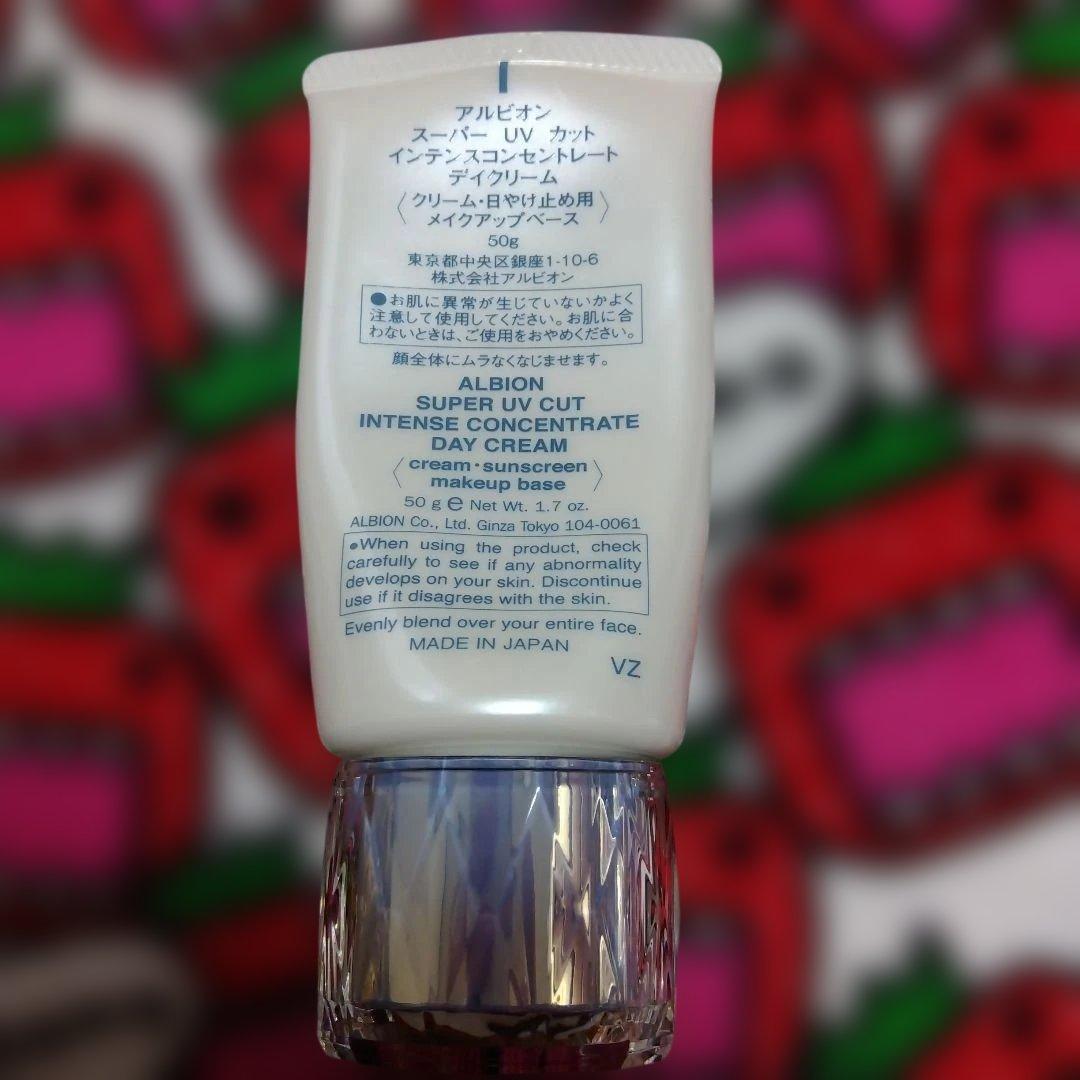 アルビオン
スーパー UV カット
インテンスコンセントレート
デイクリーム
〈クリーム・日やけ止め用
メイクアップベース〉
50g
東京都中央区銀座1-10-6
株式会社アルビオン
●お肌に異常が生じていないかよく
注意して使用してください。お肌に合
わないときは、ご使用をおやめください。
顔全体にムラなくなじませます。
ALBION
SUPER UV CUT
INTENSE CONCENTRATE
DAY CREAM
〈cream・sunscreen
makeup base〉
50 g ℮ Net Wt. 1.7 oz.
ALBION Co., Ltd. Ginza Tokyo 104-0061
●When using the product, check
carefully to see if any abnormality
develops on your skin. Discontinue
use if it disagrees with the skin.
Evenly blend over your entire face.
MADE IN JAPAN
VZ